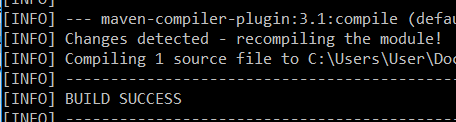 [INFO]
[INFO] --- maven-compiler-plugin:3.1:compile (defau
[INFO] Changes detected - recompiling the module!
[INFO] Compiling 1 source file to C:\Users\User\Doc
[INFO] ------------------------------------------------
[INFO] BUILD SUCCESS
[INFO] ------------------------------------------------